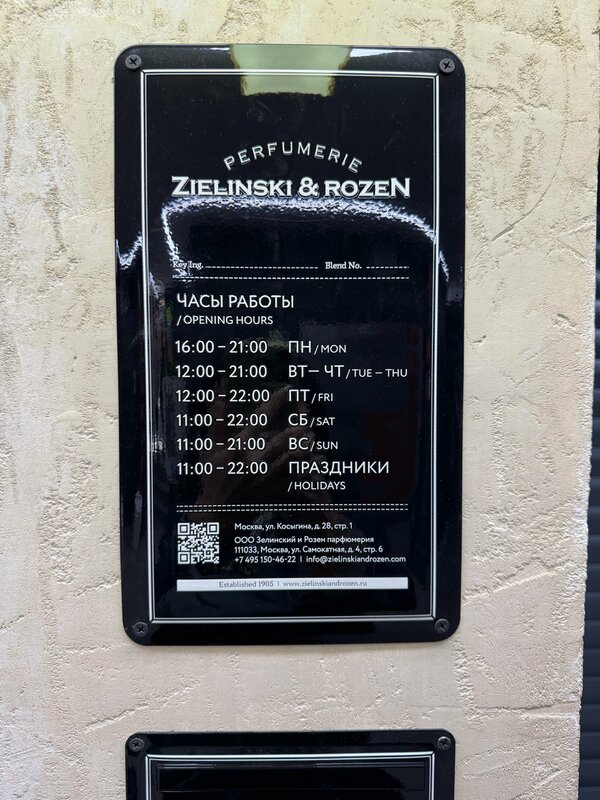 PERFUMERIE
ZIELINSKI & ROZEN
Key Ing. Blend No.
ЧАСЫ РАБОТЫ
/ OPENING HOURS
16:00 – 21:00 ПН / MON
12:00 – 21:00 ВТ – ЧТ / TUE – THU
12:00 – 22:00 ПТ / FRI
11:00 – 22:00 СБ / SAT
11:00 – 21:00 ВС / SUN
11:00 – 22:00 ПРАЗДНИКИ
/ HOLIDAYS
Москва, ул. Косыгина, д. 28, стр. 1
ООО Зелинский и Розен парфюмерия
111033, Москва, ул. Самокатная, д. 4, стр. 6
+7 495 150-46-22 | info@zielinskiandrozen.com
Established 1905 | www.zielinskiandrozen.ru